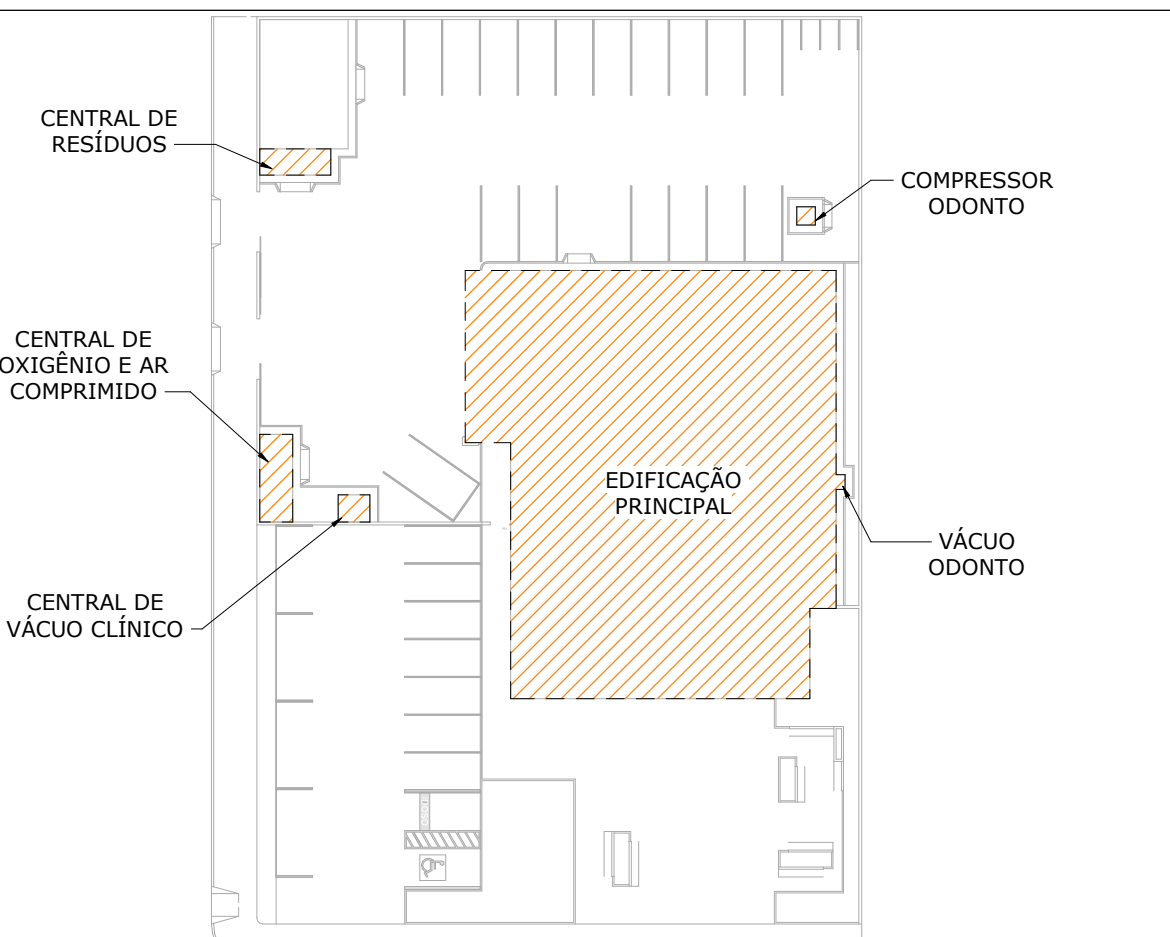 CENTRAL DE
RESÍDUOS
COMPRESSOR
ODONTO
CENTRAL DE
OXIGÊNIO E AR
COMPRIMIDO
EDIFICAÇÃO
PRINCIPAL
VÁCUO
ODONTO
CENTRAL DE
VÁCUO CLÍNICO